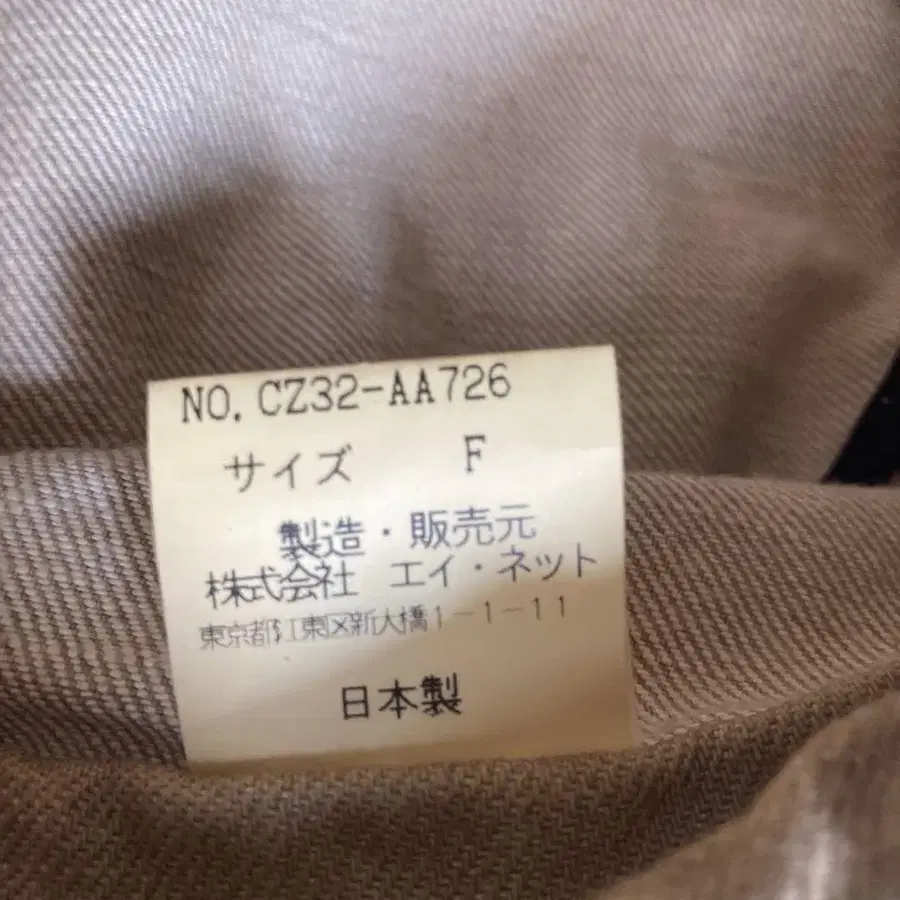 NO. CZ32-AA726
サイズ F
製造・販売元
株式会社 エイ・ネット
東京都江東区新大橋1-1-11
日本製